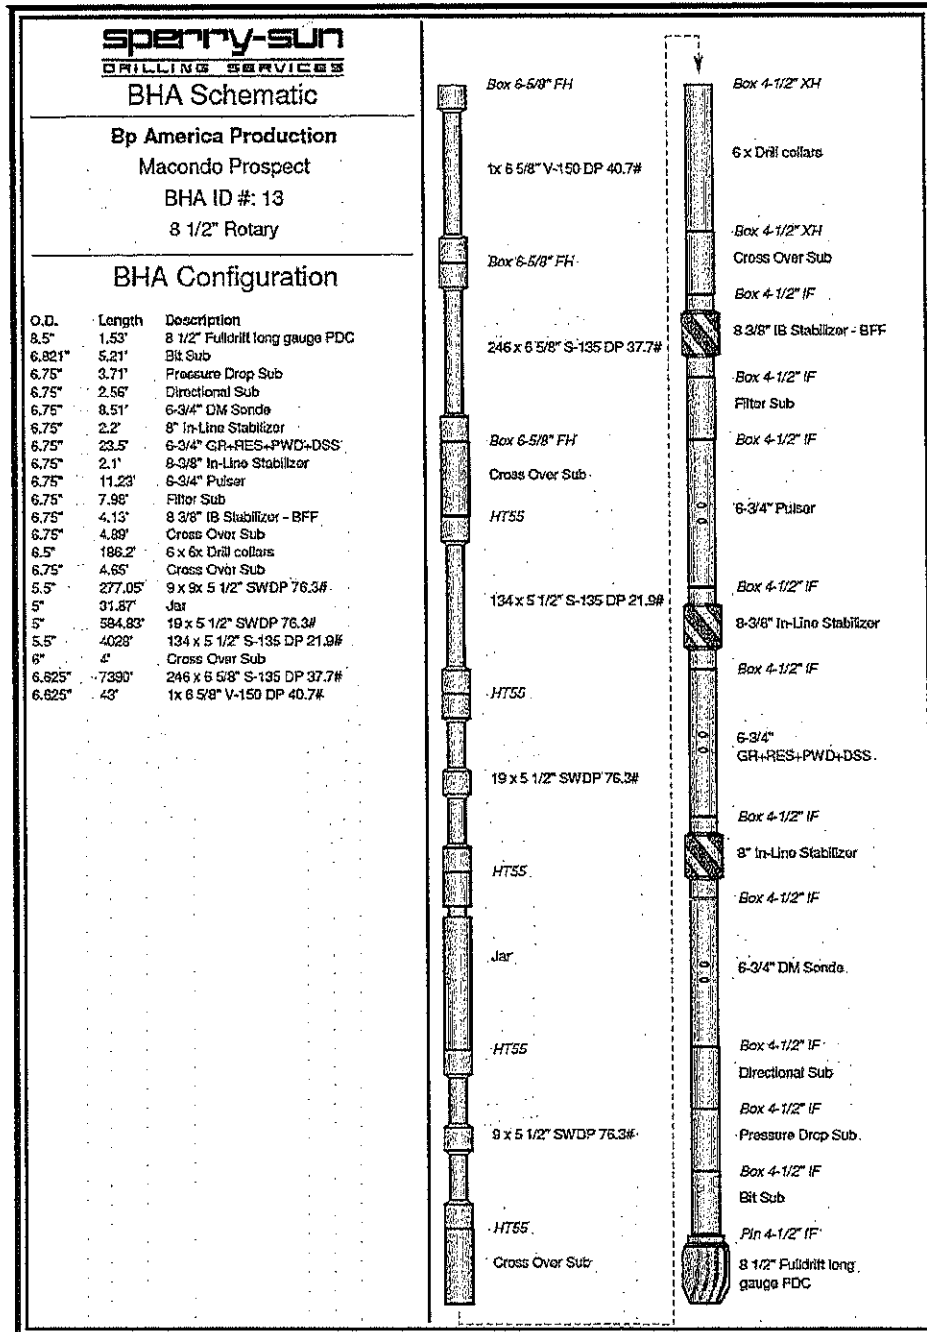 sperry-sun
DRILLING SERVICES
BHA Schematic
Bp America Production
Macondo Prospect
BHA ID #: 13
8 1/2" Rotary
BHA Configuration
O.D. Length Description
8.5" 1.53' 8 1/2" Fulldrift long gauge PDC
6.821" 5.21' Bit Sub
6.75" 3.71' Pressure Drop Sub
6.75" 2.56' Directional Sub
6.75" 8.51' 6-3/4" DM Sonde
6.75" 2.2' 8" In-Line Stabilizer
6.75" 23.5' 6-3/4" GR+RES+PWD+DSS
6.75" 2.1' 8-3/8" In-Line Stabilizer
6.75" 11.23' 6-3/4" Pulser
6.75" 7.98' Filter Sub
6.75" 4.13' 8 3/8" IB Stabilizer - BFF
6.75" 4.89' Cross Over Sub
6.5" 186.2' 6 x 6x Drill collars
6.75" 4.65' Cross Over Sub
5.5" 277.05' 9 x 9x 5 1/2" SWDP 76.3#
5" 31.87' Jar
5" 584.83' 19 x 5 1/2" SWDP 76.3#
5.5" 4028' 134 x 5 1/2" S-135 DP 21.9#
6" 4' Cross Over Sub
6.625" 7390' 246 x 6 5/8" S-135 DP 37.7#
6.625" 43' 1x 6 5/8" V-150 DP 40.7#
Box 6-5/8" FH
1x 6 5/8" V-150 DP 40.7#
Box 6-5/8" FH
246 x 6 5/8" S-135 DP 37.7#
Box 6-5/8" FH
Cross Over Sub
HT55
134 x 5 1/2" S-135 DP 21.9#
HT55
19 x 5 1/2" SWDP 76.3#
HT55
Jar
HT55
9 x 5 1/2" SWDP 76.3#
HT55
Cross Over Sub
Box 4-1/2" XH
6 x Drill collars
Box 4-1/2" XH
Cross Over Sub
Box 4-1/2" IF
8 3/8" IB Stabilizer - BFF
Box 4-1/2" IF
Filter Sub
Box 4-1/2" IF
6-3/4" Pulser
Box 4-1/2" IF
8-3/8" In-Line Stabilizer
Box 4-1/2" IF
6-3/4"
GR+RES+PWD+DSS
Box 4-1/2" IF
8" In-Line Stabilizer
Box 4-1/2" IF
6-3/4" DM Sonde
Box 4-1/2" IF
Directional Sub
Box 4-1/2" IF
Pressure Drop Sub
Box 4-1/2" IF
Bit Sub
Pin 4-1/2" IF
8 1/2" Fulldrift long
gauge PDC